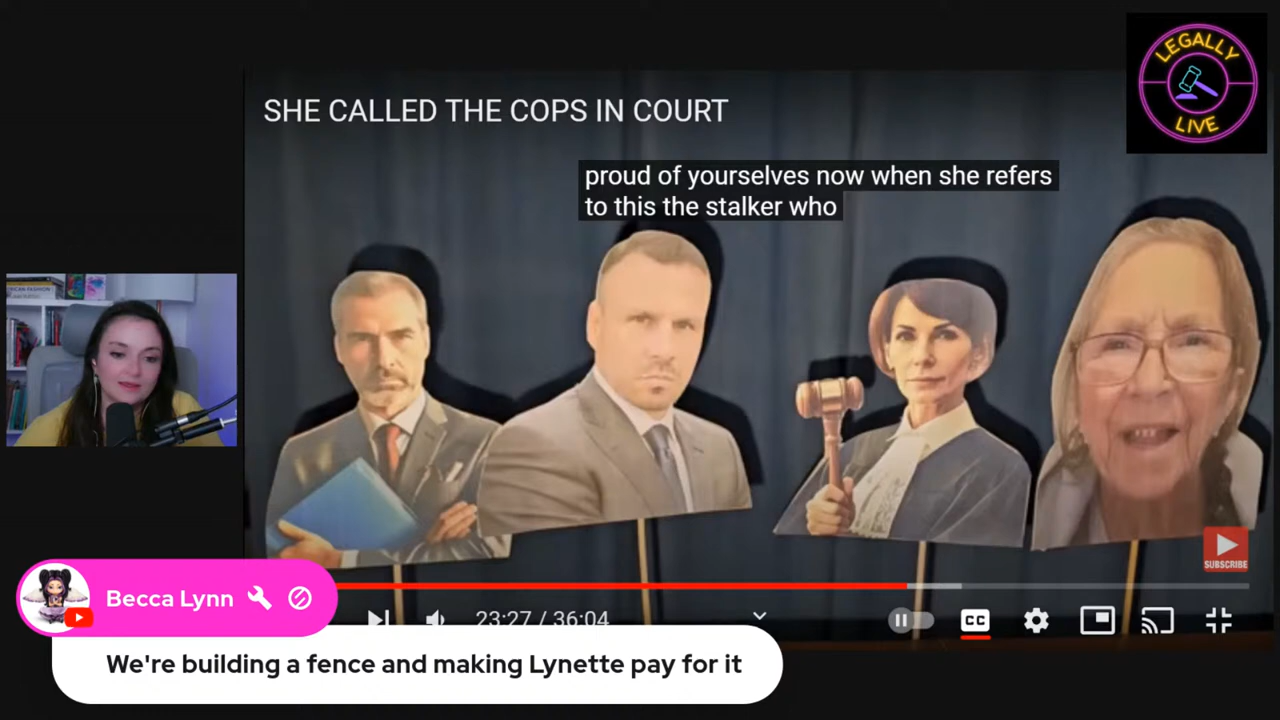 LEGALLY
LIVE
SHE CALLED THE COPS IN COURT
proud of yourselves now when she refers
to this the stalker who
SUBSCRIBE
Becca Lynn
23:27 / 36:04
CC
We're building a fence and making Lynette pay for it